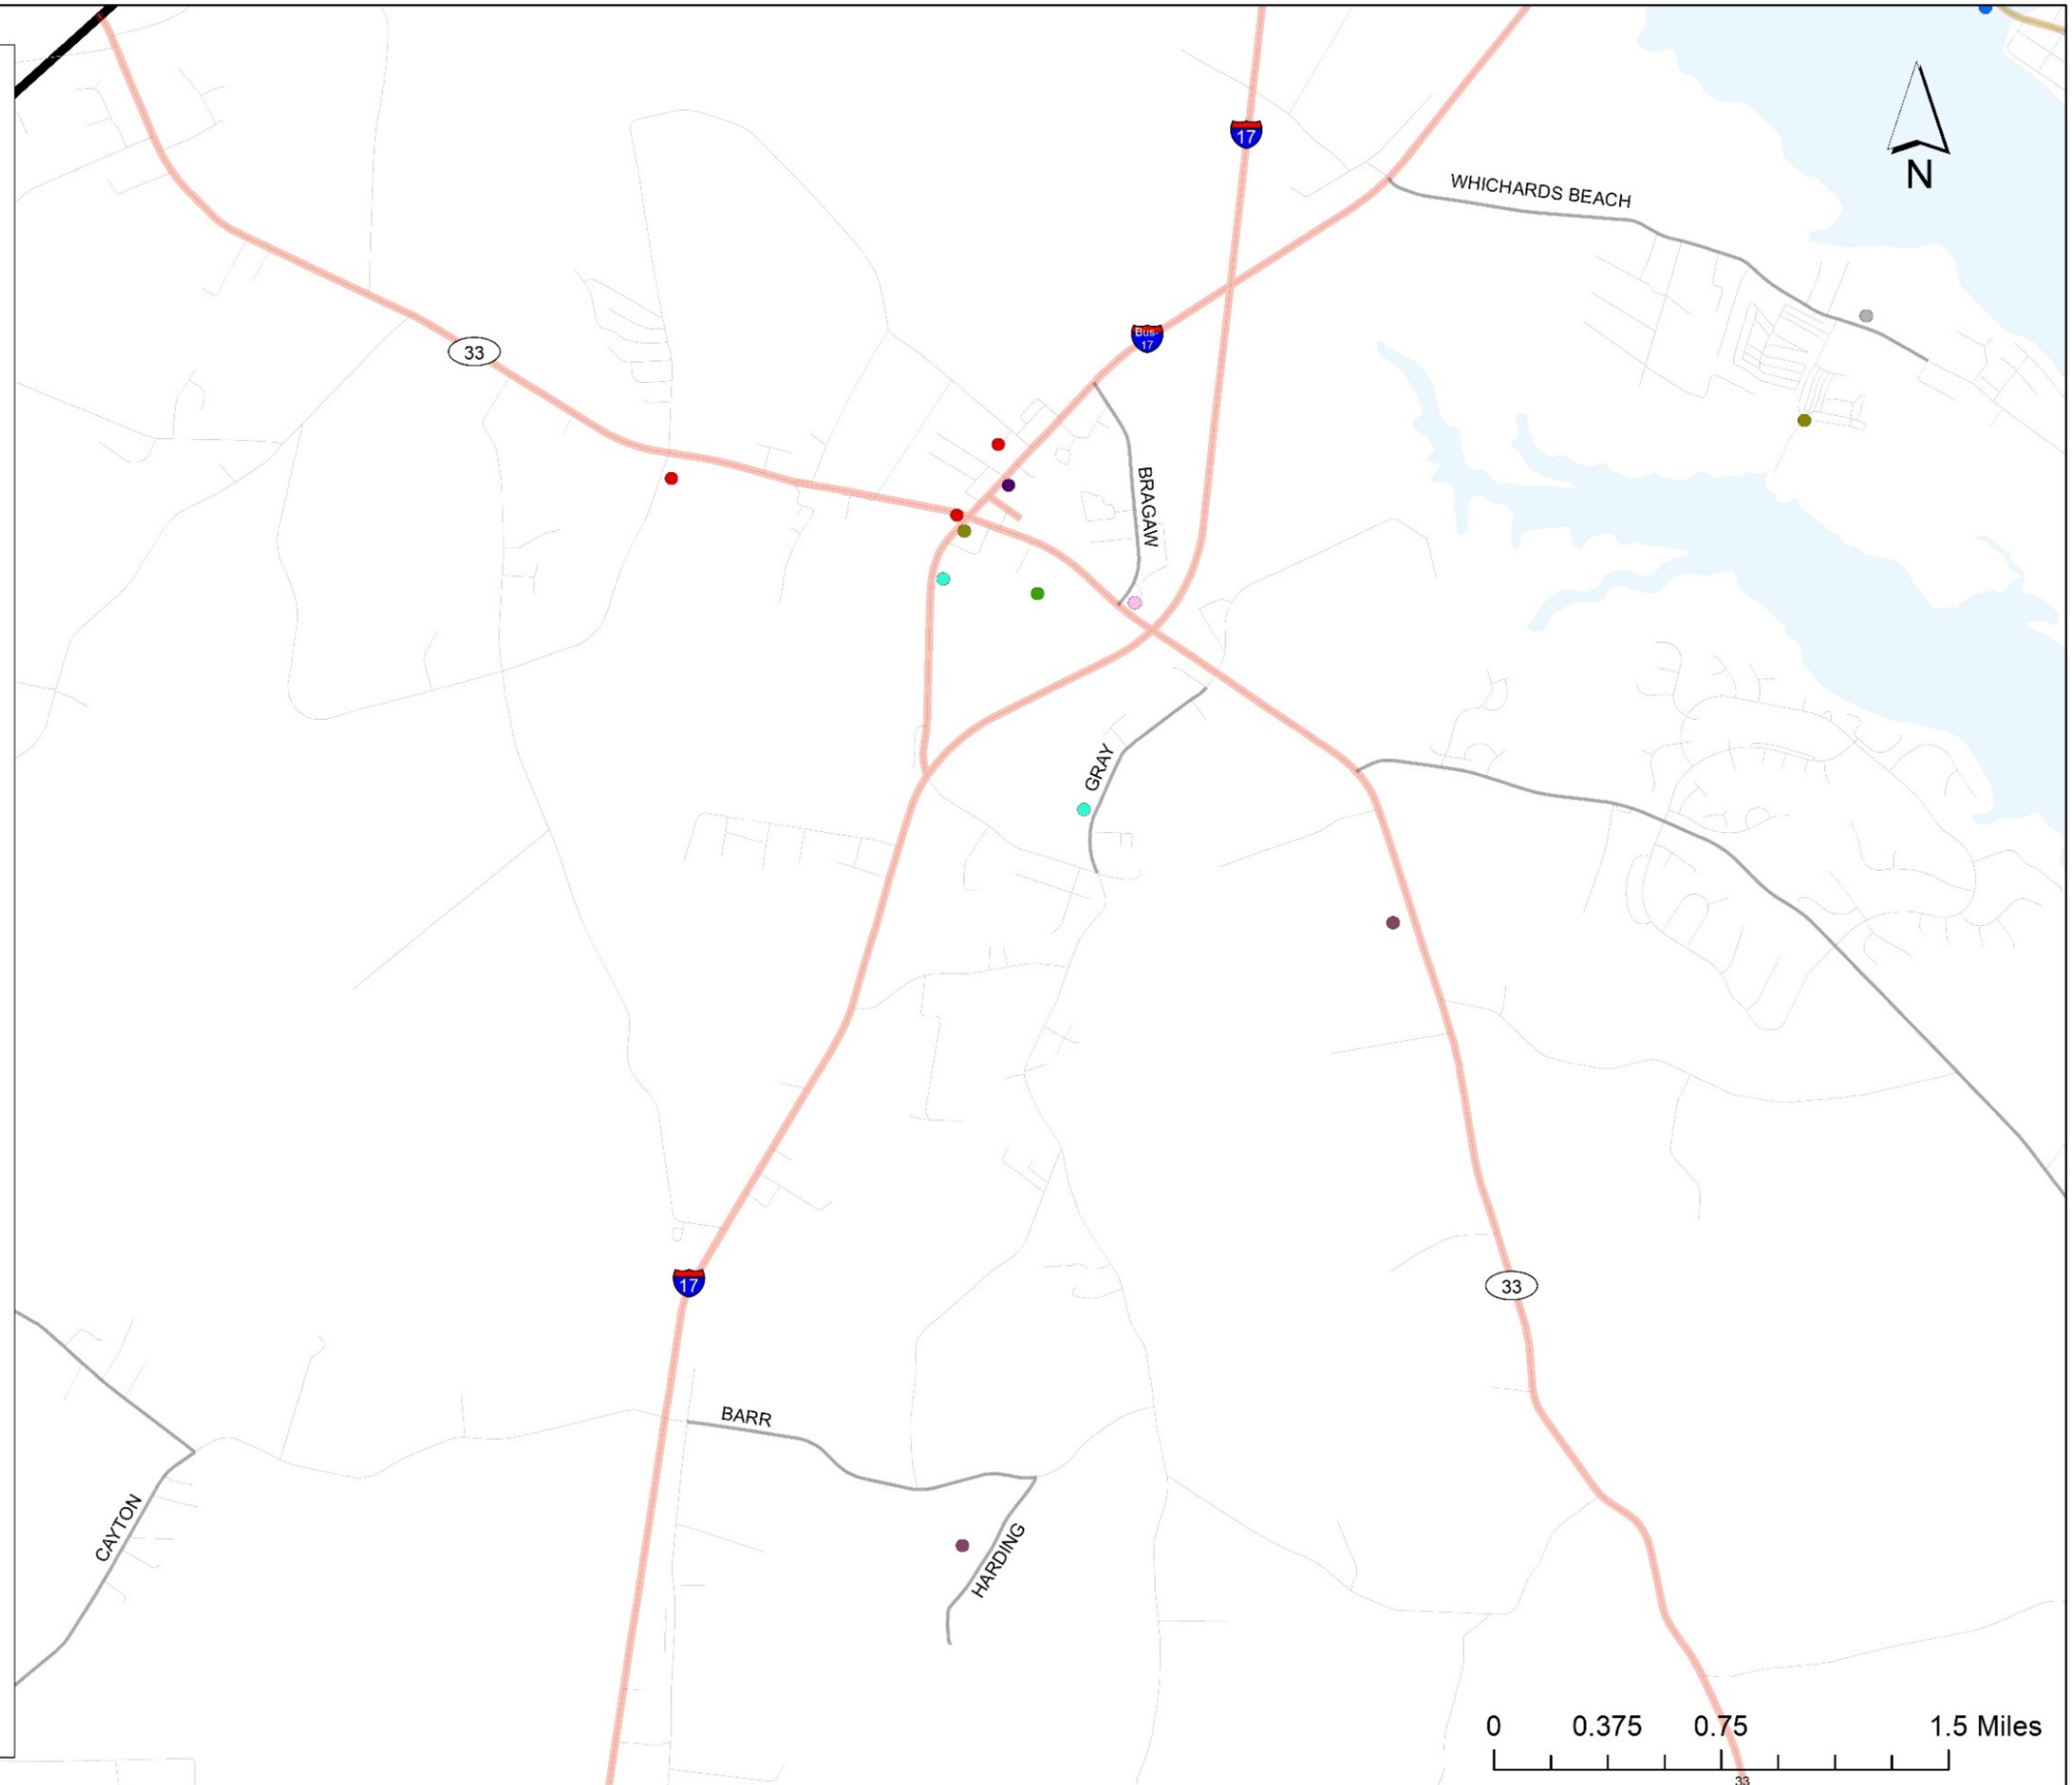 17
N
WHICHARDS BEACH
Bus-
17
33
BRAGAW
GRAY
17
33
BARR
CAYTON
HARDING
0 0.375 0.75 1.5 Miles
33